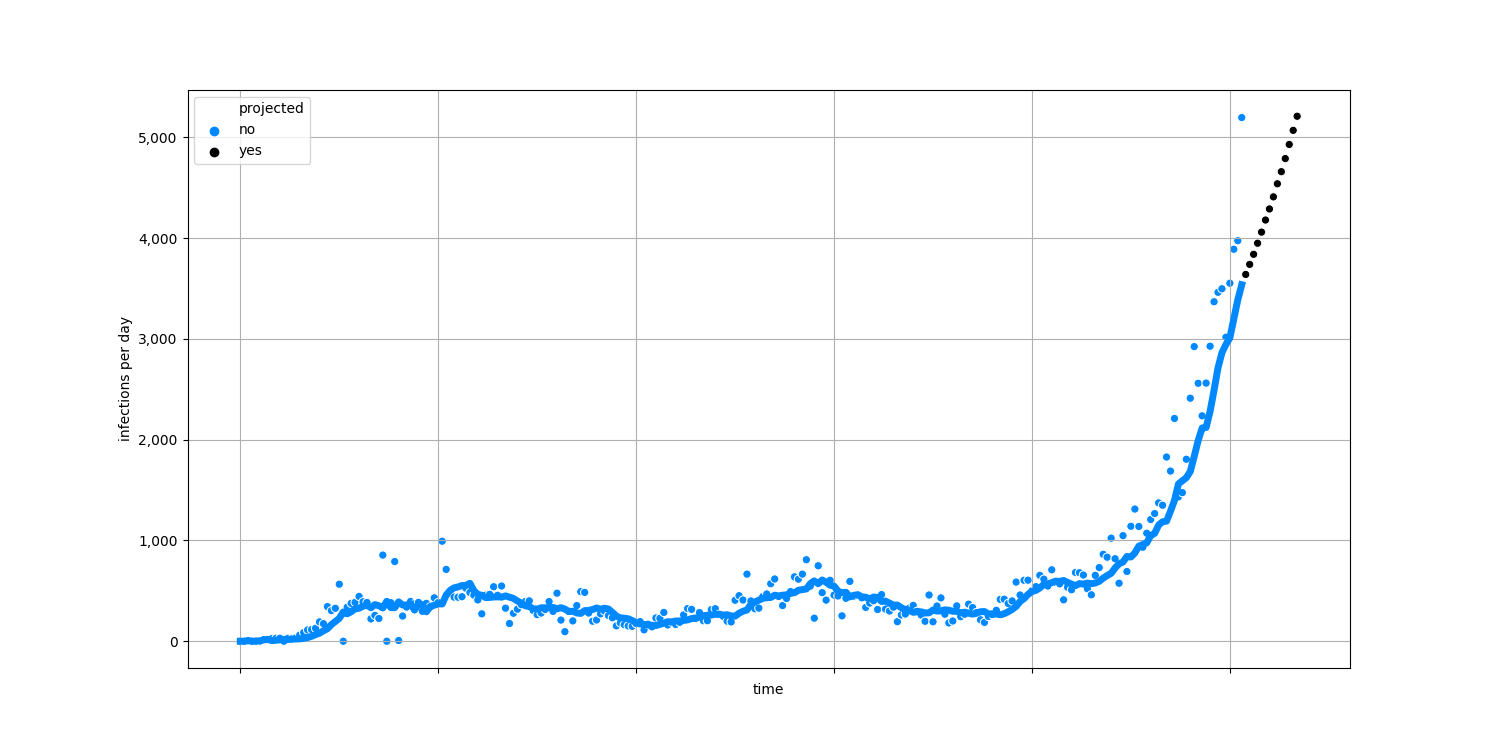 projected
no
yes
5,000
4,000
3,000
2,000
1,000
0
infections per day
time